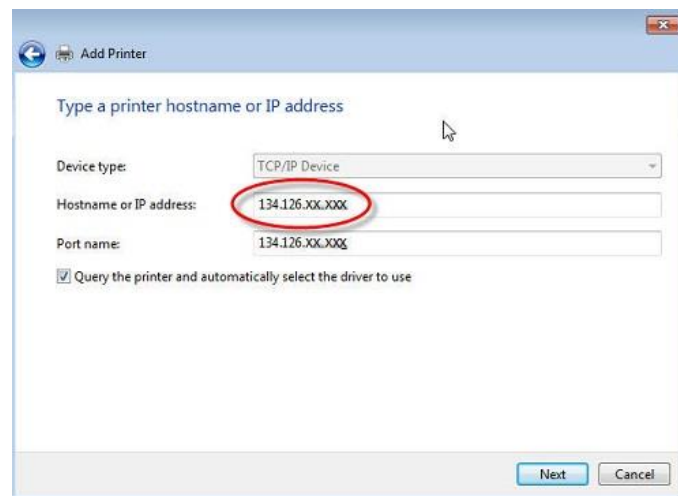 Add Printer
Type a printer hostname or IP address
Device type: TCP/IP Device
Hostname or IP address: 134.126.XX.XXX
Port name: 134.126.XX.XXX
Query the printer and automatically select the driver to use
Next Cancel